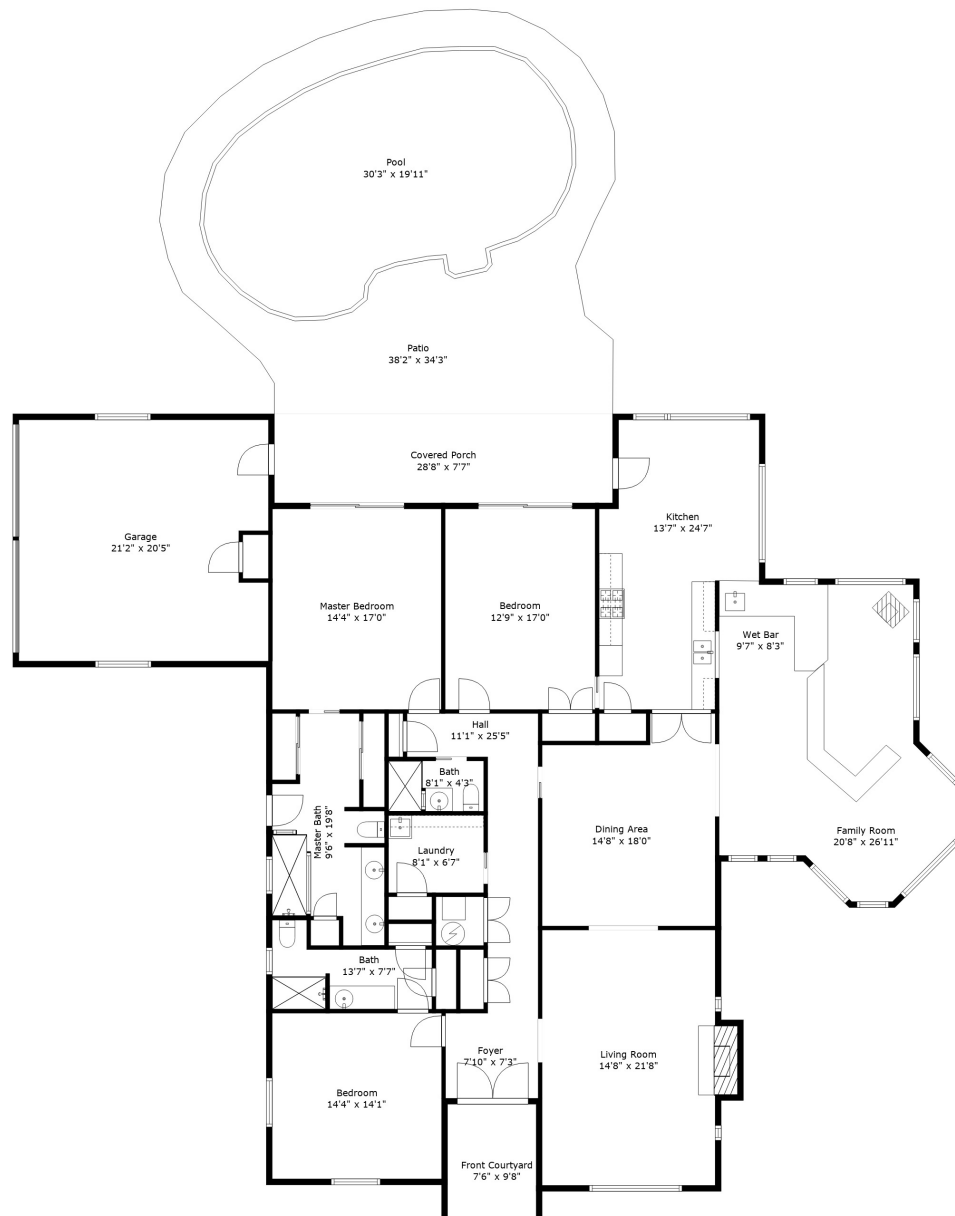 Pool
30'3" x 19'11"
Patio
38'2" x 34'3"
Covered Porch
28'8" x 7'7"
Garage
21'2" x 20'5"
Kitchen
13'7" x 24'7"
Master Bedroom
14'4" x 17'0"
Bedroom
12'9" x 17'0"
Wet Bar
9'7" x 8'3"
Hall
11'1" x 25'5"
Bath
8'1" x 4'3"
Master Bath
9'6" x 19'8"
Laundry
8'1" x 6'7"
Dining Area
14'8" x 18'0"
Family Room
20'8" x 26'11"
Bath
13'7" x 7'7"
Foyer
7'10" x 7'3"
Living Room
14'8" x 21'8"
Bedroom
14'4" x 14'1"
Front Courtyard
7'6" x 9'8"